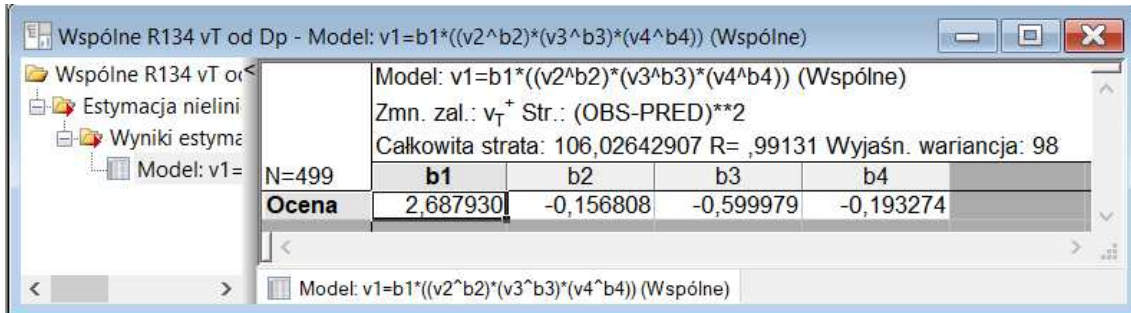 Wspólne R134 vT od Dp - Model: v1=b1*((v2^b2)*(v3^b3)*(v4^b4)) (Wspólne)
Wspólne R134 vT od
Estymacja nielini
Wyniki estyma
Model: v1=
Model: v1=b1*((v2^b2)*(v3^b3)*(v4^b4)) (Wspólne)
Zmn. zal.: vT+ Str.: (OBS-PRED)**2
Całkowita strata: 106,02642907 R= ,99131 Wyjaśn. wariancja: 98
N=499 b1 b2 b3 b4
Ocena 2,687930 -0,156808 -0,599979 -0,193274
Model: v1=b1*((v2^b2)*(v3^b3)*(v4^b4)) (Wspólne)